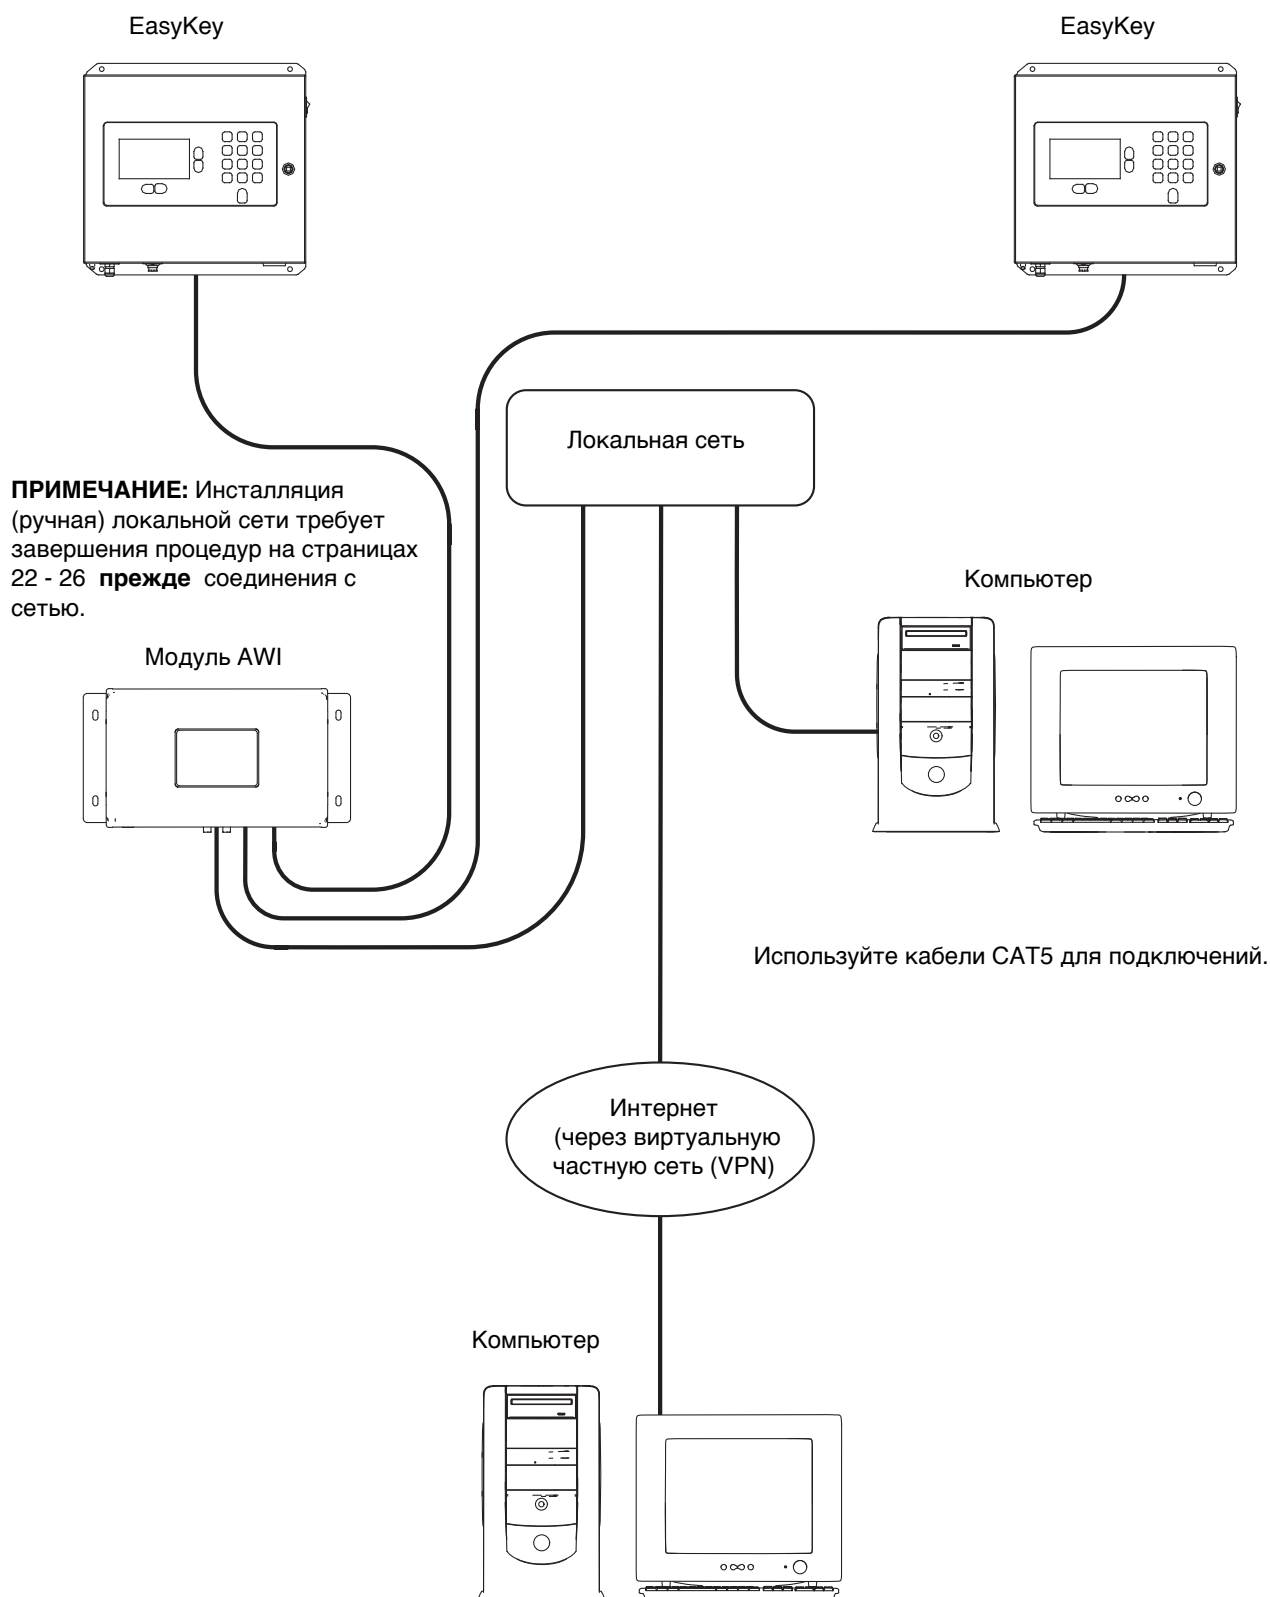 EasyKey
EasyKey
Локальная сеть
ПРИМЕЧАНИЕ: Инсталляция
(ручная) локальной сети требует
завершения процедур на страницах
22 - 26 прежде соединения с
сетью.
Компьютер
Модуль AWI
Используйте кабели CAT5 для подключений.
Интернет
(через виртуальную
частную сеть (VPN)
Компьютер